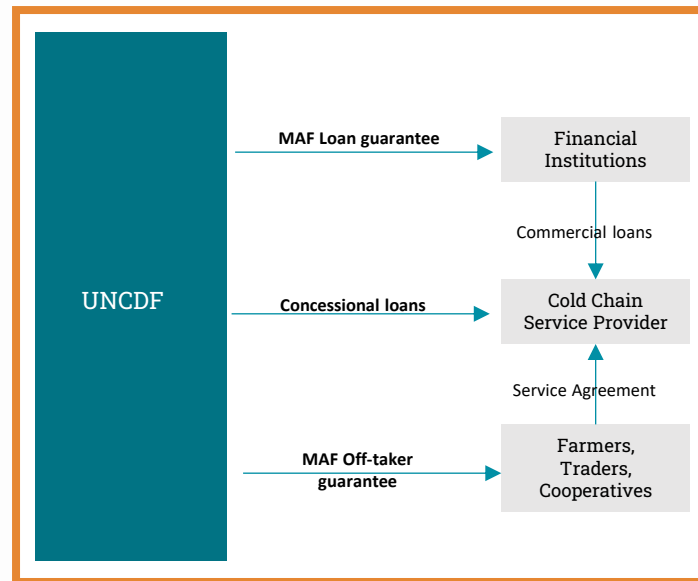 MAF Loan guarantee
Financial
Institutions
Commercial loans
UNCDF
Concessional loans
Cold Chain
Service Provider
Service Agreement
MAF Off-taker
guarantee
Farmers,
Traders,
Cooperatives